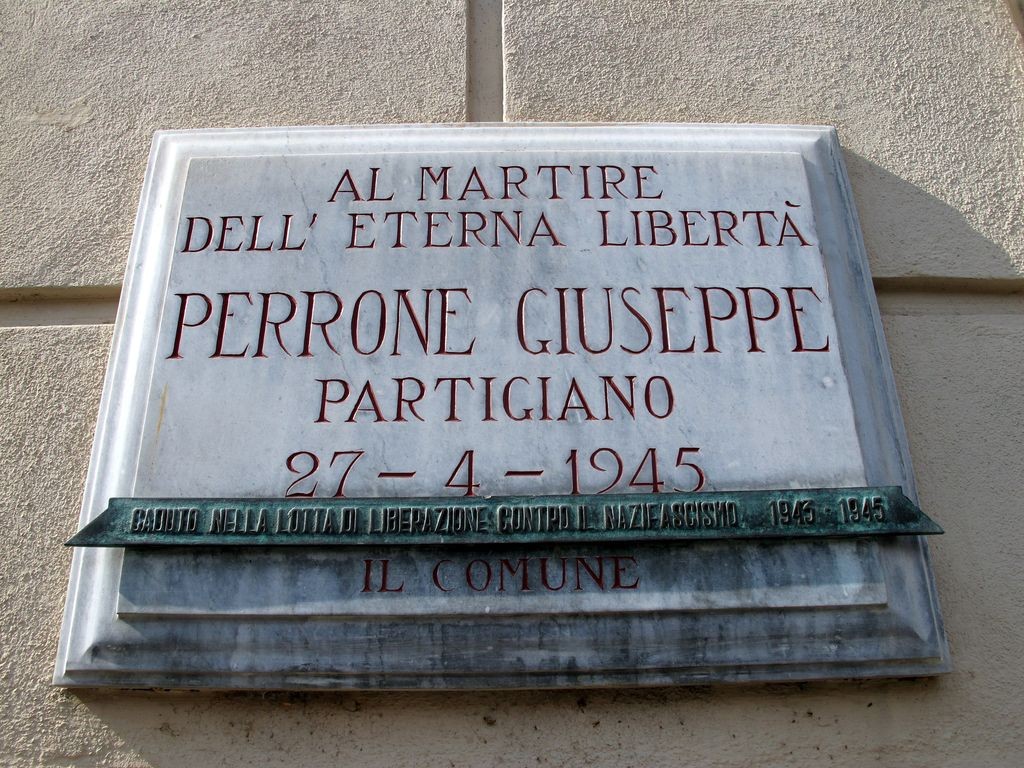 AL MARTIRE
DELL' ETERNA LIBERTÀ
PERRONE GIUSEPPE
PARTIGIANO
27 - 4 - 1945
CADUTO NELLA LOTTA DI LIBERAZIONE CONTRO IL NAZIFASCISMO 1943 - 1945
IL COMUNE